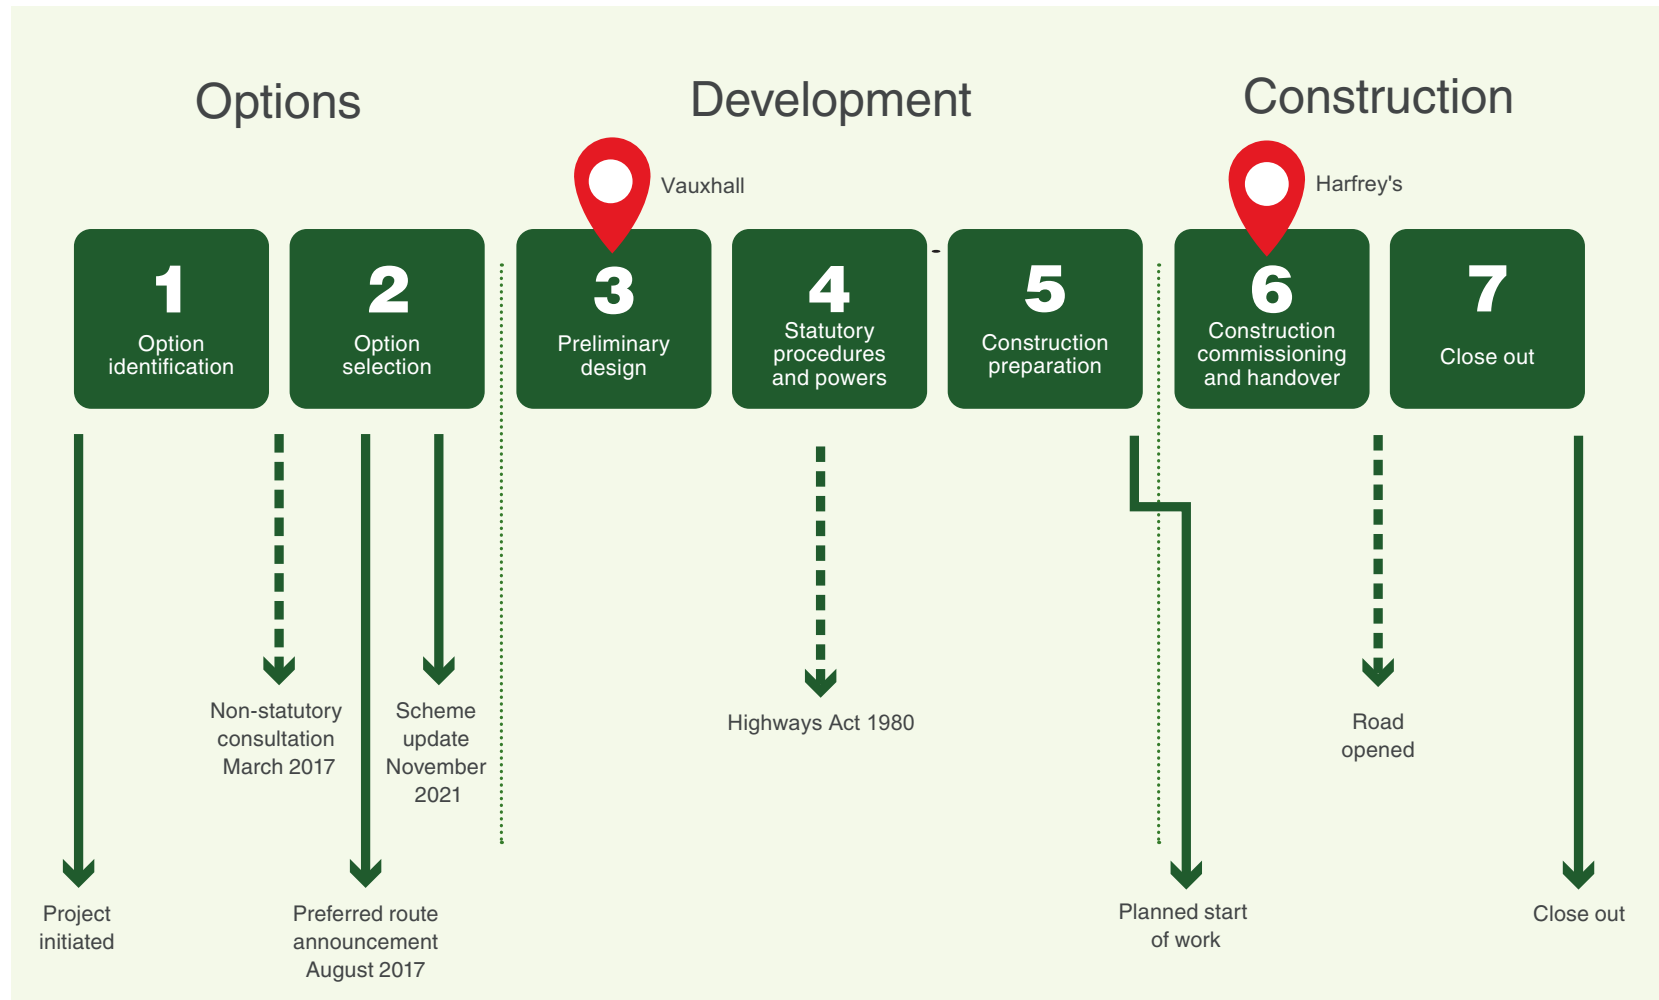 Options
Development
Construction
Vauxhall
Harfrey's
1
Option
identification
2
Option
selection
3
Preliminary
design
4
Statutory
procedures
and powers
5
Construction
preparation
6
Construction
commissioning
and handover
7
Close out
Non-statutory
consultation
March 2017
Scheme
update
November
2021
Highways Act 1980
Road
opened
Project
initiated
Preferred route
announcement
August 2017
Planned start
of work
Close out